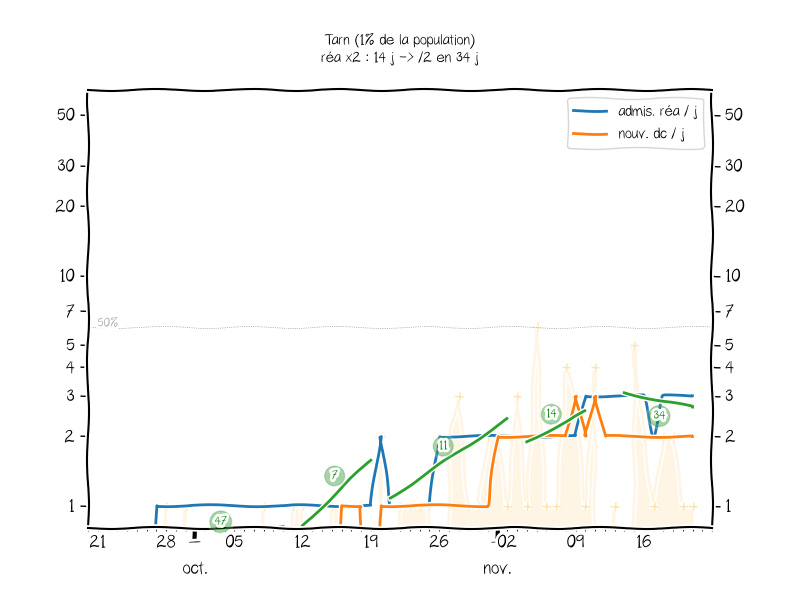 Tarn (1% de la population)
réa x2 : 14 j -> /2 en 34 j
admis. réa / j
nouv. dc / j
50 50
30 30
20 20
10 10
7 7
50%
5 5
4 4
3 3
2 2
1 1
34
14
11
7
47
21 28 05 12 19 26 02 09 16
oct. nov.